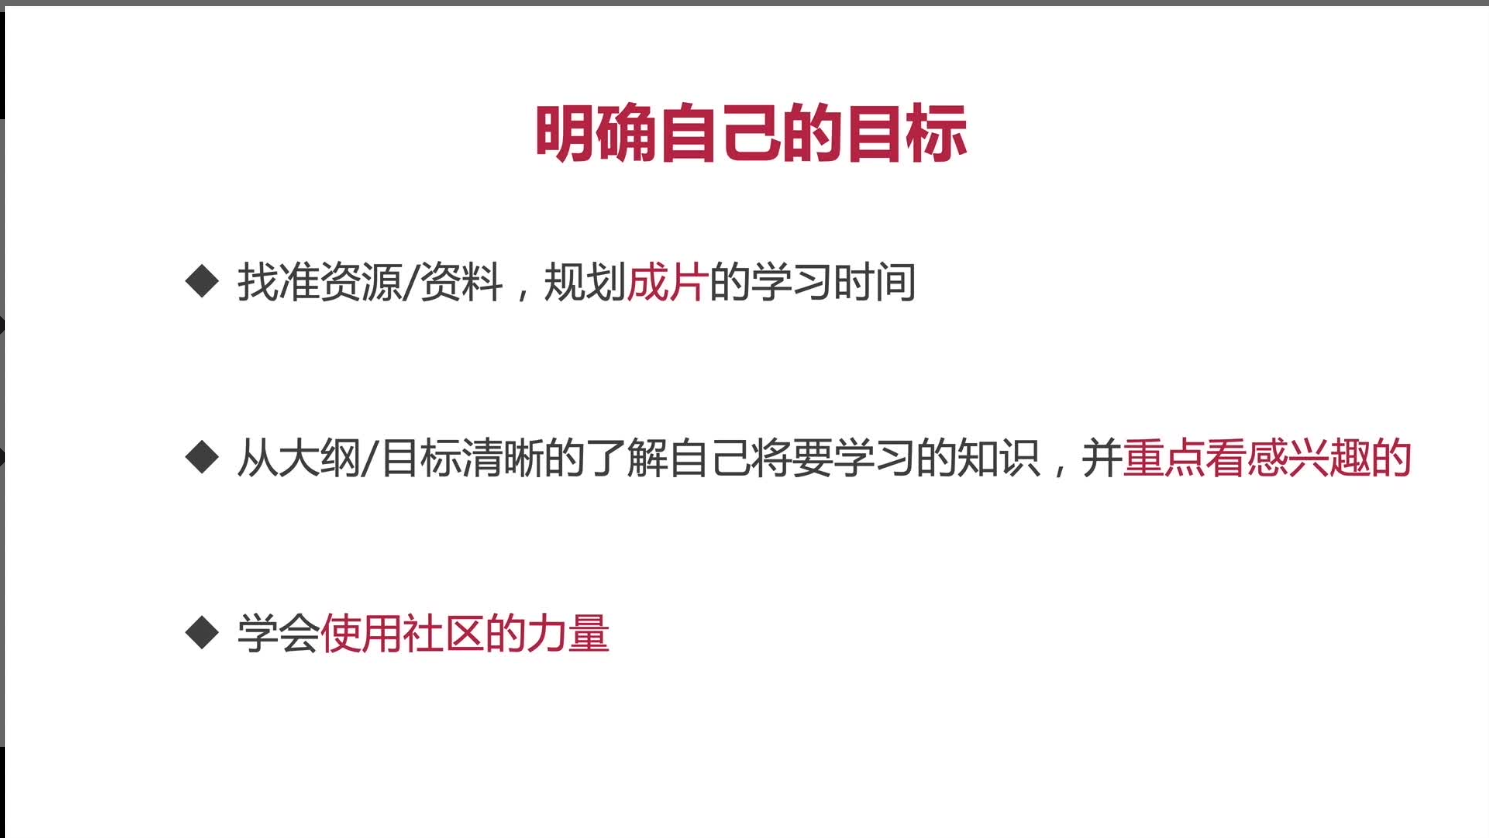 明确自己的目标
◆ 找准资源/资料，规划成片的学习时间
◆ 从大纲/目标清晰的了解自己将要学习的知识，并重点看感兴趣的
◆ 学会使用社区的力量